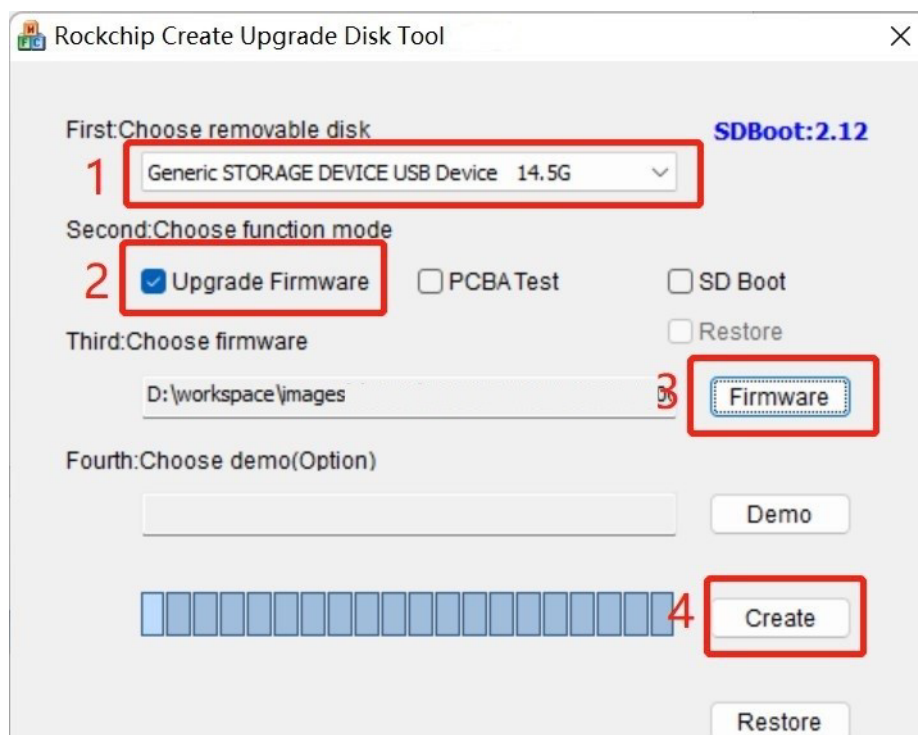 Rockchip Create Upgrade Disk Tool
First:Choose removable disk
SDBoot:2.12
1
Generic STORAGE DEVICE USB Device 14.5G
Second:Choose function mode
2
Upgrade Firmware
PCBA Test
SD Boot
Third:Choose firmware
Restore
D:\workspace\images
3
Firmware
Fourth:Choose demo(Option)
Demo
4
Create
Restore